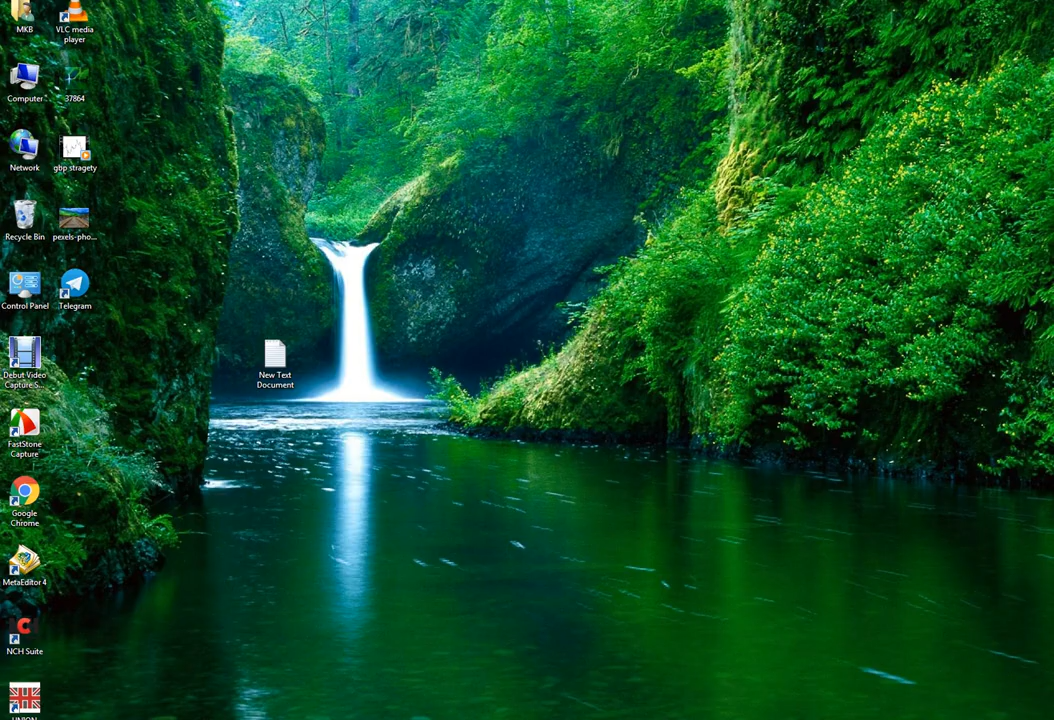 MKB
VLC media
player
Computer
37864
Network
gbp stragety
Recycle Bin
pexels-pho...
Control Panel
Telegram
New Text
Document
Debut Video
Capture S...
FastStone
Capture
Google
Chrome
MetaEditor 4
NCH Suite
UNION